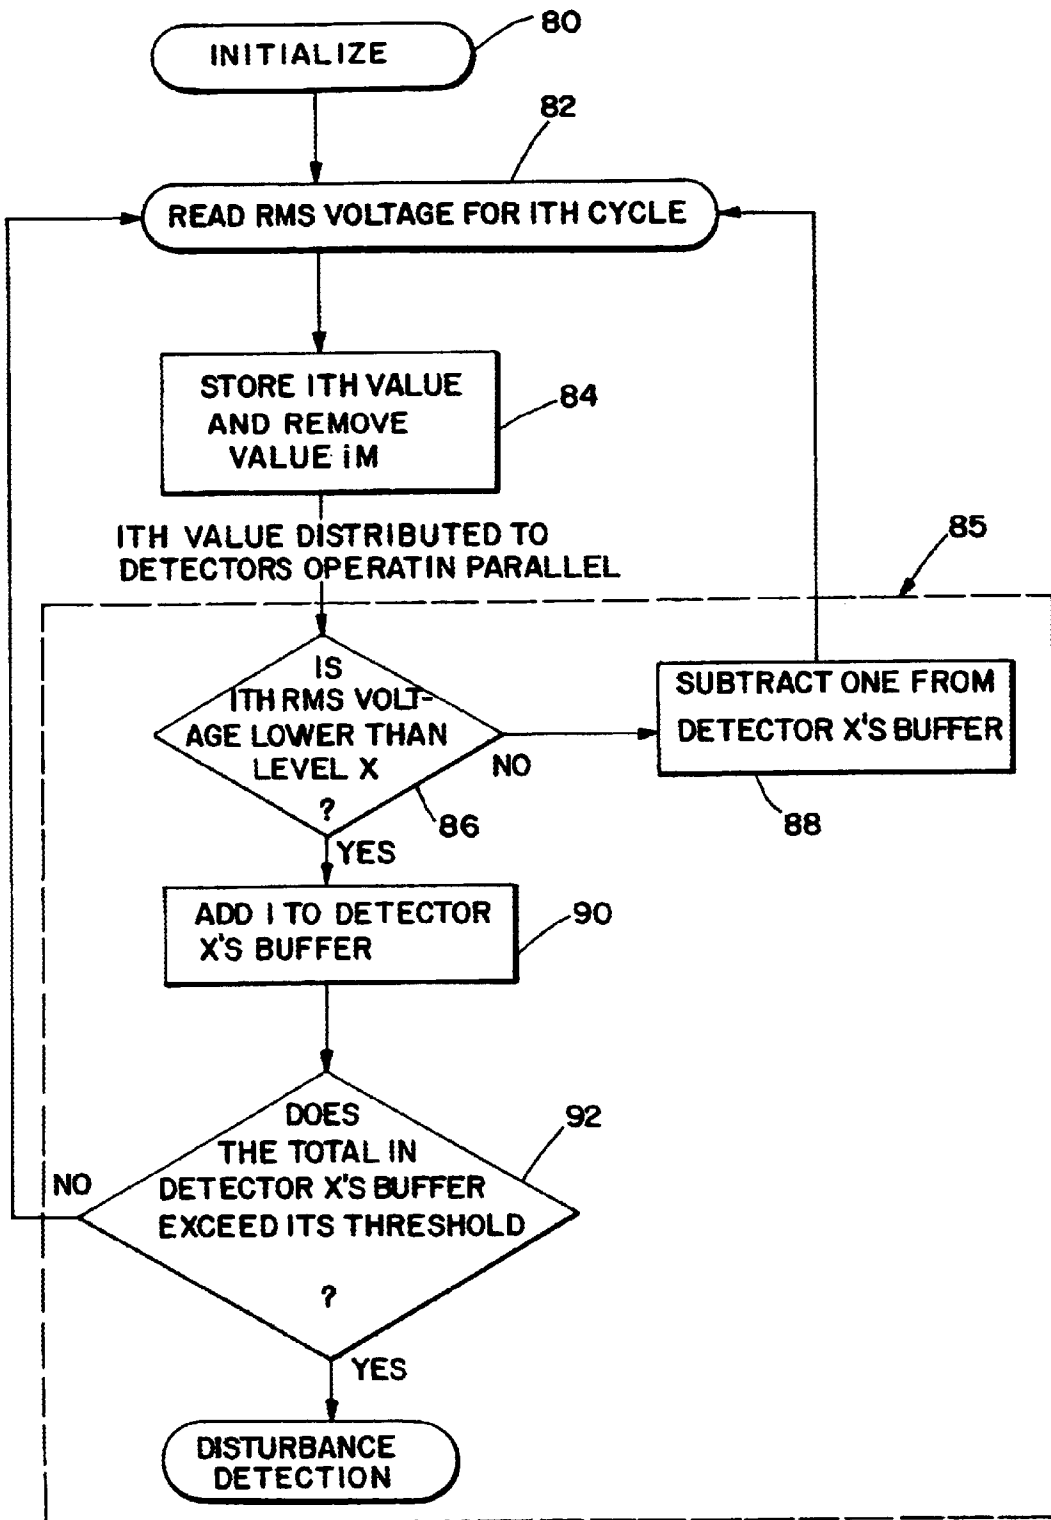 80
INITIALIZE
82
READ RMS VOLTAGE FOR ITH CYCLE
STORE ITH VALUE
AND REMOVE
VALUE iM
84
ITH VALUE DISTRIBUTED TO
DETECTORS OPERATIN PARALLEL
85
IS
ITH RMS VOLT-
AGE LOWER THAN
LEVEL X
?
86
NO
SUBTRACT ONE FROM
DETECTOR X'S BUFFER
88
YES
ADD I TO DETECTOR
X'S BUFFER
90
DOES
THE TOTAL IN
DETECTOR X'S BUFFER
EXCEED ITS THRESHOLD
?
92
NO
YES
DISTURBANCE
DETECTION